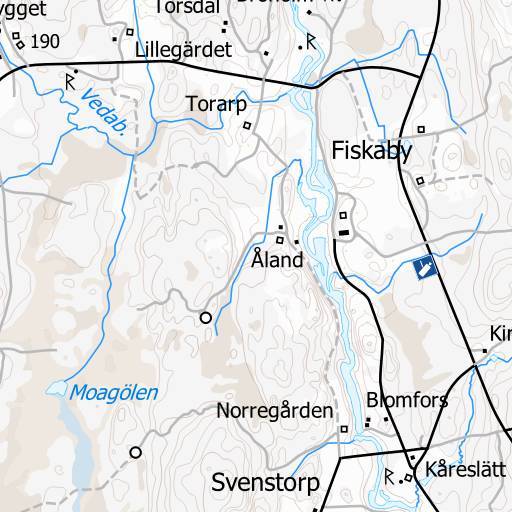 Torsdal
190
Lillegärdet
Vedab.
Torarp
Fiskaby
Åland
Moagölen
Blomfors
Norregården
Kåreslätt
Svenstorp